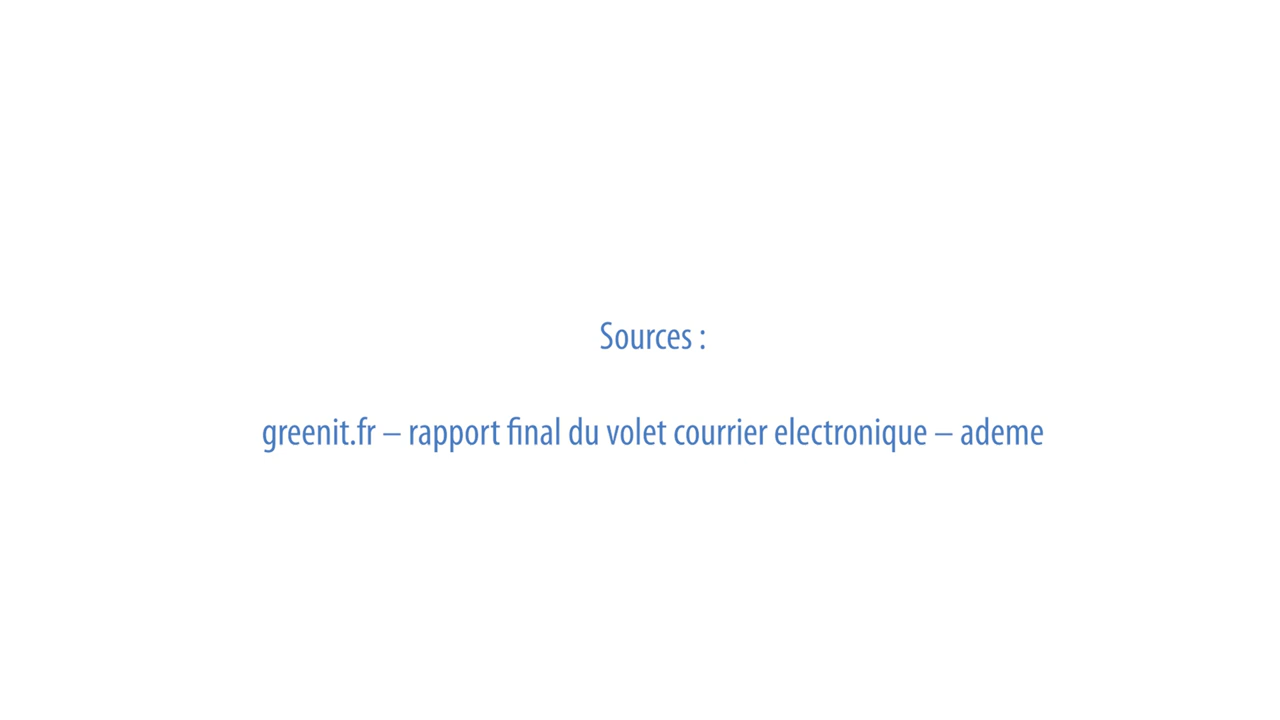 Sources :
greenit.fr – rapport final du volet courrier electronique – ademe